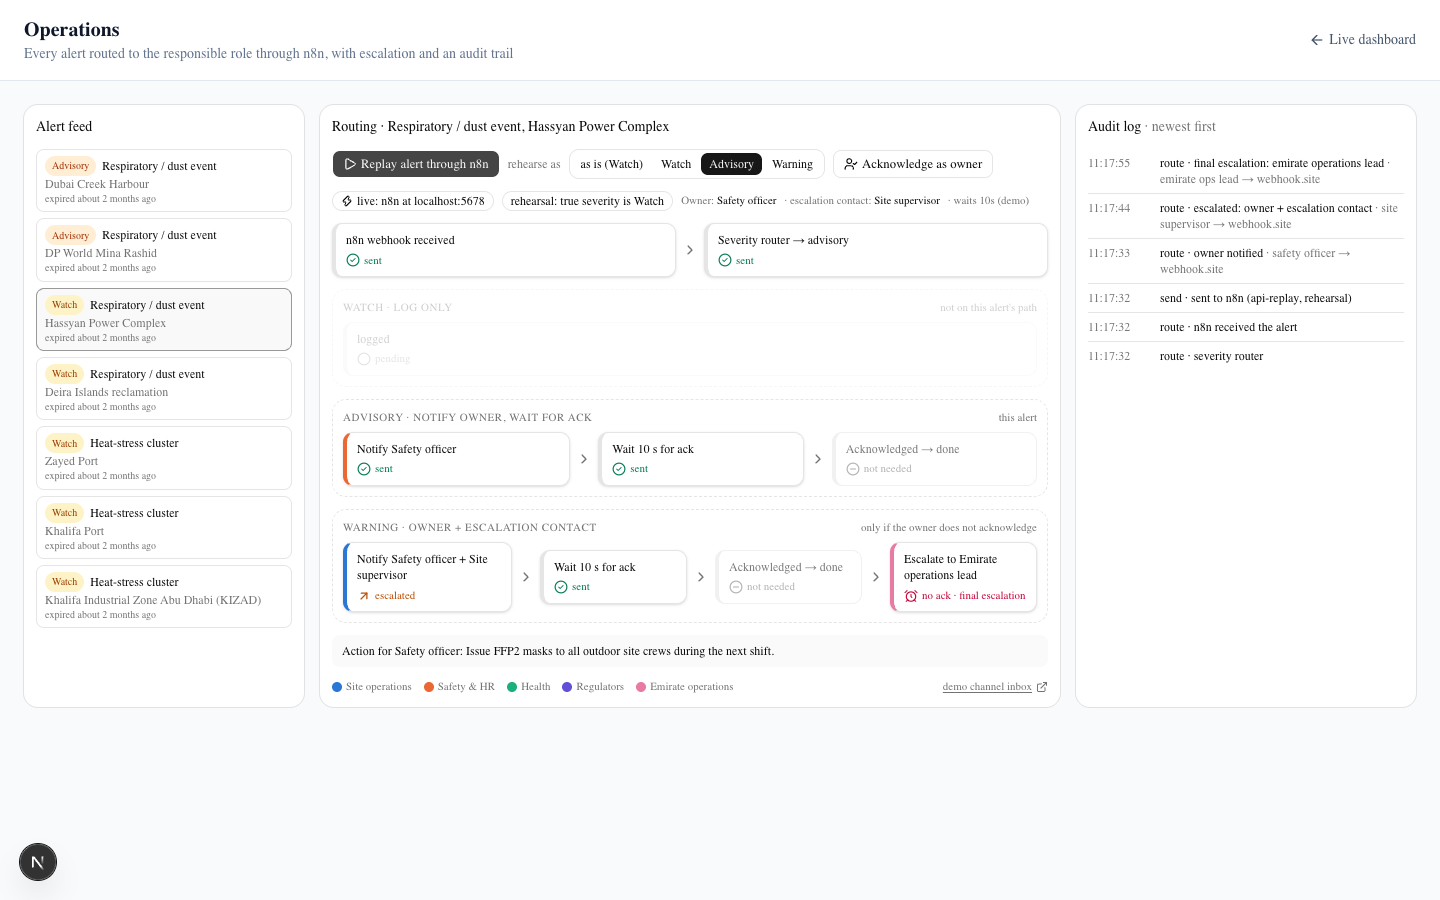 Operations
Every alert routed to the responsible role through n8n, with escalation and an audit trail
← Live dashboard
Alert feed
Advisory Respiratory / dust event
Dubai Creek Harbour
expired about 2 months ago
Advisory Respiratory / dust event
DP World Mina Rashid
expired about 2 months ago
Watch Respiratory / dust event
Hassyan Power Complex
expired about 2 months ago
Watch Respiratory / dust event
Deira Islands reclamation
expired about 2 months ago
Watch Heat-stress cluster
Zayed Port
expired about 2 months ago
Watch Heat-stress cluster
Khalifa Port
expired about 2 months ago
Watch Heat-stress cluster
Khalifa Industrial Zone Abu Dhabi (KIZAD)
expired about 2 months ago
Routing · Respiratory / dust event, Hassyan Power Complex
Replay alert through n8n rehearse as as is (Watch) Watch Advisory Warning Acknowledge as owner
live: n8n at localhost:5678 rehearsal: true severity is Watch Owner: Safety officer · escalation contact: Site supervisor · waits 10s (demo)
n8n webhook received
sent
Severity router → advisory
sent
WATCH · LOG ONLY not on this alert's path
logged
pending
ADVISORY · NOTIFY OWNER, WAIT FOR ACK this alert
Notify Safety officer
sent
Wait 10 s for ack
sent
Acknowledged → done
not needed
WARNING · OWNER + ESCALATION CONTACT only if the owner does not acknowledge
Notify Safety officer + Site
supervisor
escalated
Wait 10 s for ack
sent
Acknowledged → done
not needed
Escalate to Emirate
operations lead
no ack · final escalation
Action for Safety officer: Issue FFP2 masks to all outdoor site crews during the next shift.
Site operations Safety & HR Health Regulators Emirate operations demo channel inbox
Audit log · newest first
11:17:55 route · final escalation: emirate operations lead ·
emirate ops lead → webhook.site
11:17:44 route · escalated: owner + escalation contact · site
supervisor → webhook.site
11:17:33 route · owner notified · safety officer →
webhook.site
11:17:32 send · sent to n8n (api-replay, rehearsal)
11:17:32 route · n8n received the alert
11:17:32 route · severity router
N